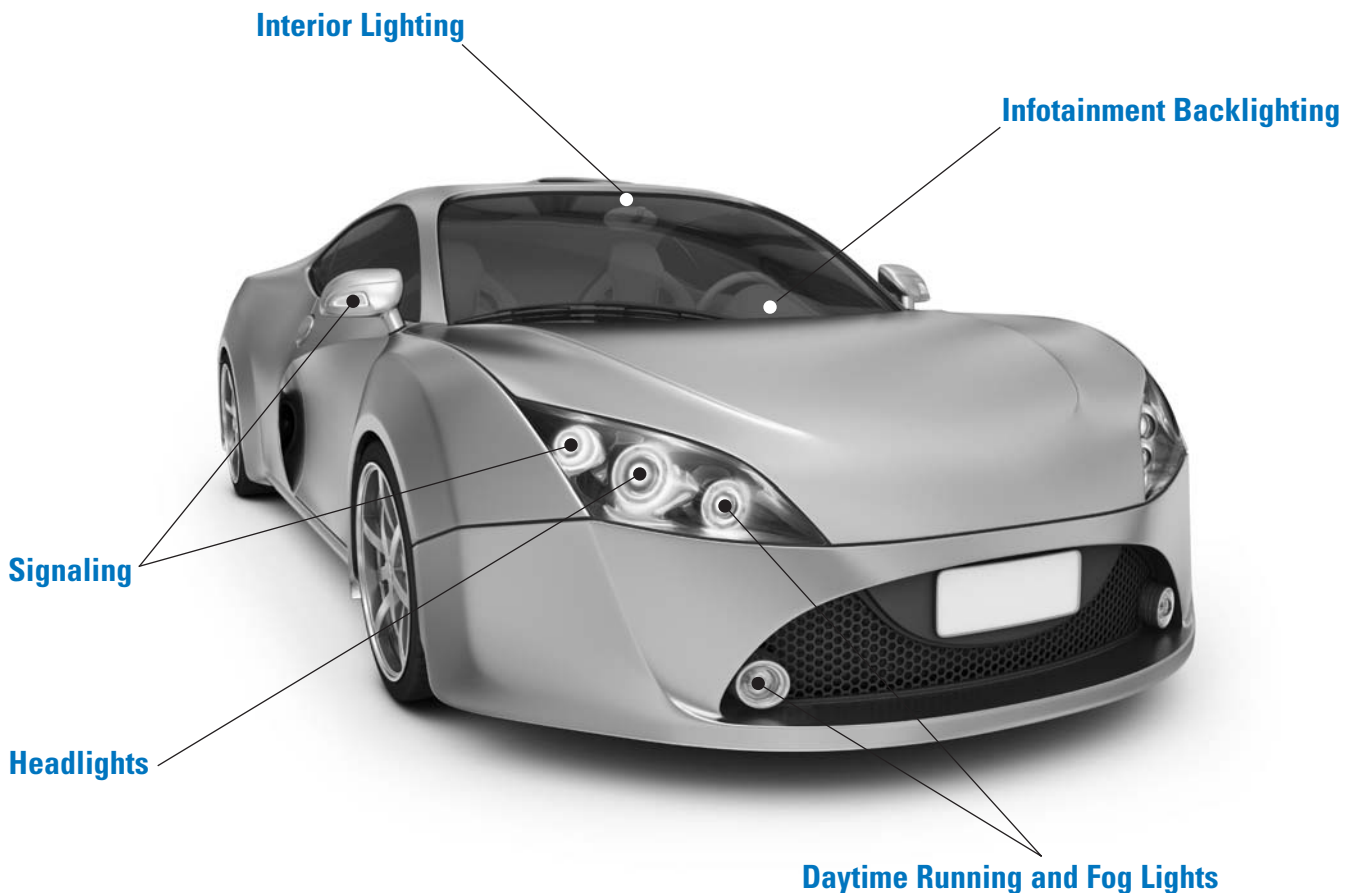 Interior Lighting
Infotainment Backlighting
Signaling
Headlights
Daytime Running and Fog Lights